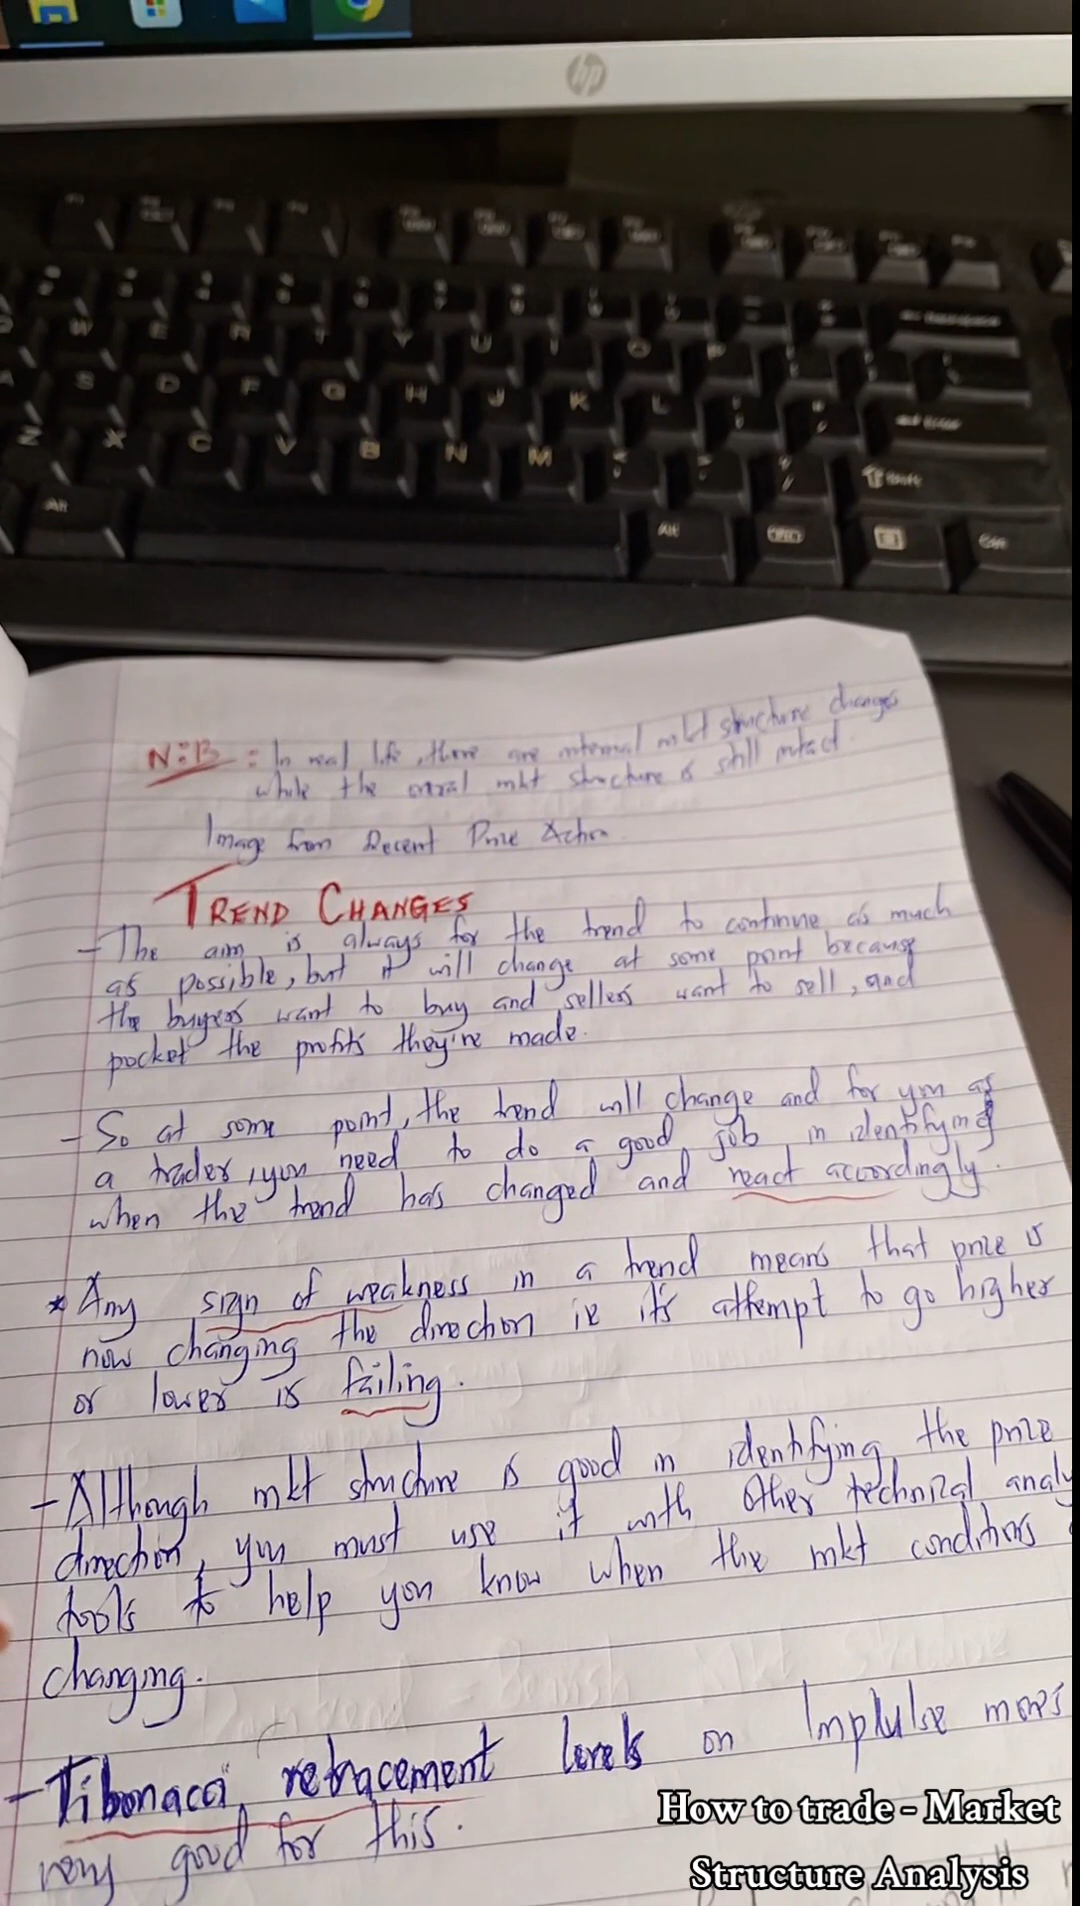 hp
N:B : In real life, there are internal mkt structure changes
while the overal mkt structure is still intact.
Image from Recent Price Action.
TREND CHANGES
- The aim is always for the trend to continue as much
as possible, but it will change at some point because
the buyers want to buy and sellers want to sell, and
pocket the profits they're made.
- So at some point, the trend will change and for you as
a trader, you need to do a good job in identifying
when the trend has changed and react accordingly.
* Any sign of weakness in a trend means that price is
now changing the direction ie it's attempt to go higher
or lower is failing.
- Although mkt structure is good in identifying the price
direction, you must use it with other technical analy
tools to help you know when the mkt conditions
changing.
- Fibonacci retracement levels on Implulse moves
very good for this.
How to trade - Market
Structure Analysis